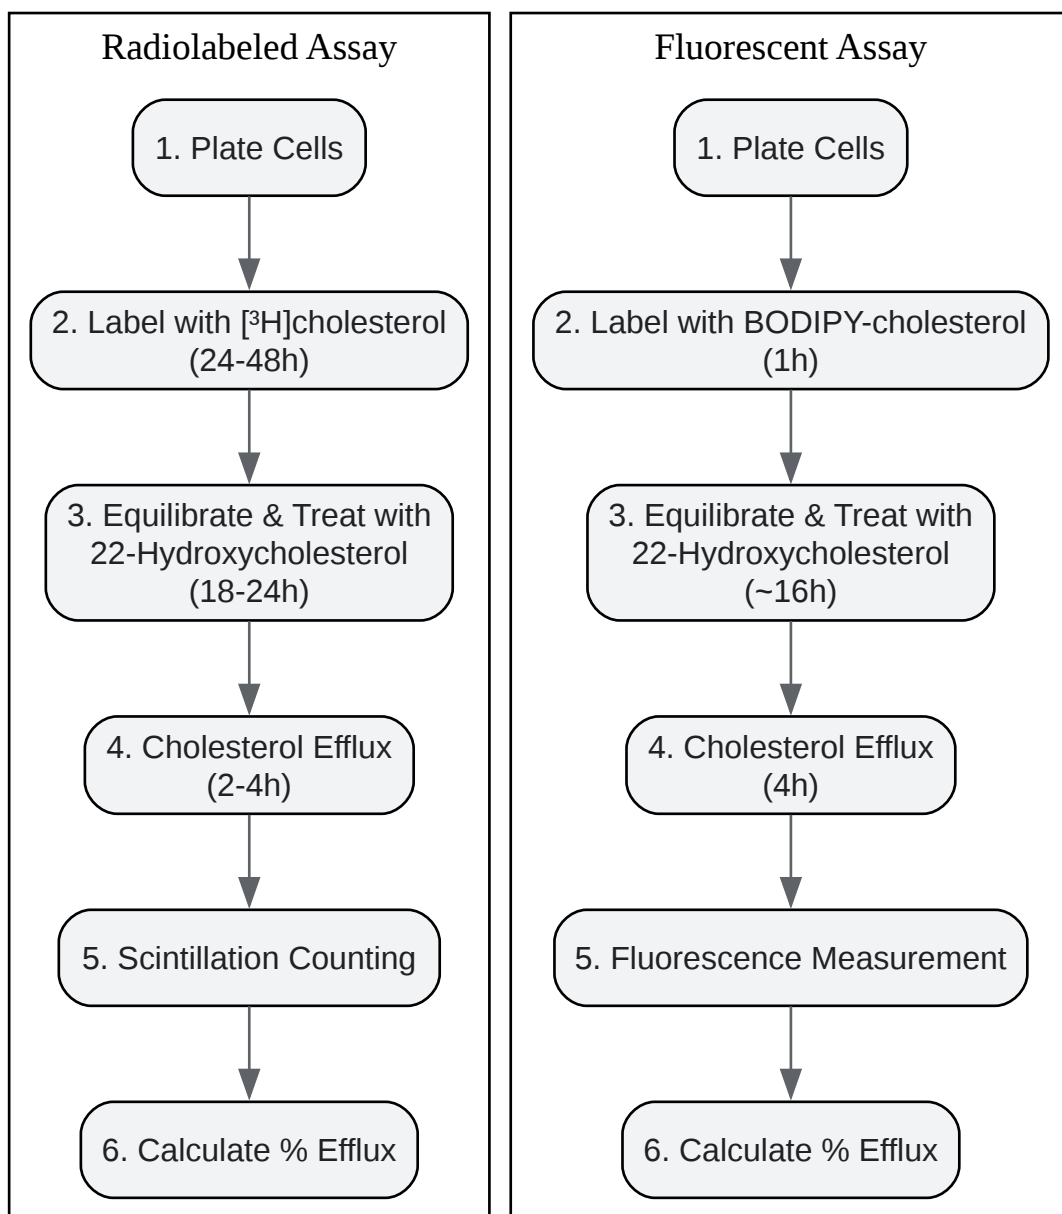 Radiolabeled Assay
1. Plate Cells
2. Label with [³H]cholesterol
(24-48h)
3. Equilibrate & Treat with
22-Hydroxycholesterol
(18-24h)
4. Cholesterol Efflux
(2-4h)
5. Scintillation Counting
6. Calculate % Efflux
Fluorescent Assay
1. Plate Cells
2. Label with BODIPY-cholesterol
(1h)
3. Equilibrate & Treat with
22-Hydroxycholesterol
(~16h)
4. Cholesterol Efflux
(4h)
5. Fluorescence Measurement
6. Calculate % Efflux